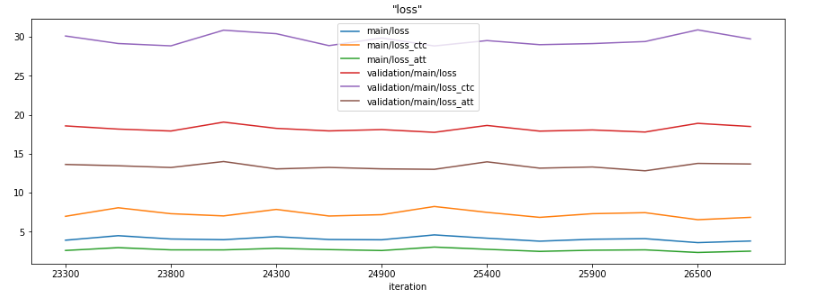 "loss"
30
25
20
15
10
5
main/loss
main/loss_ctc
main/loss_att
validation/main/loss
validation/main/loss_ctc
validation/main/loss_att
23300 23800 24300 24900 25400 25900 26500
iteration